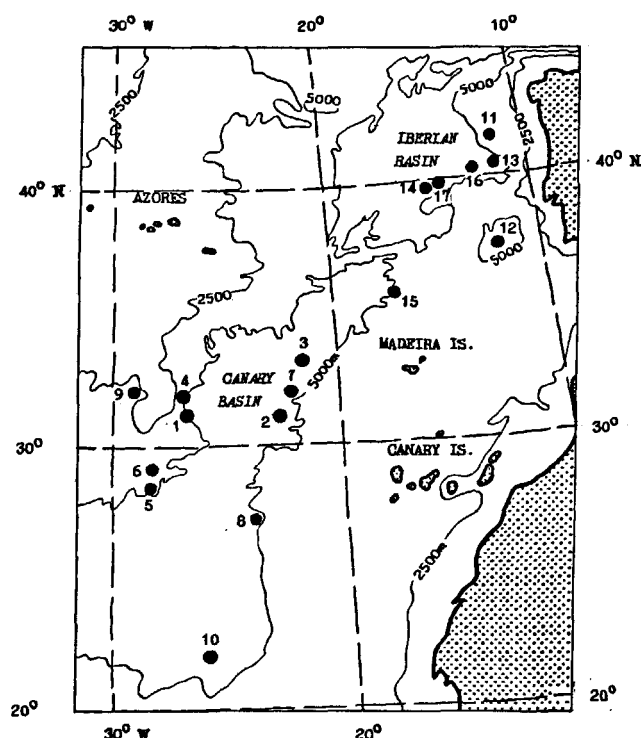 30° W
20°
10°
2500
5000
5000
2500
11
IBERIAN
BASIN
13
40° N
16
40° N
14
17
AZORES
12
5000
2500
15
3
MADEIRA IS.
5000m
4
CANARY
7
9
BASIN
1
2
30°
30°
CANARY IS.
6
5
8
2500m
10
20°
20°
30° W
20°